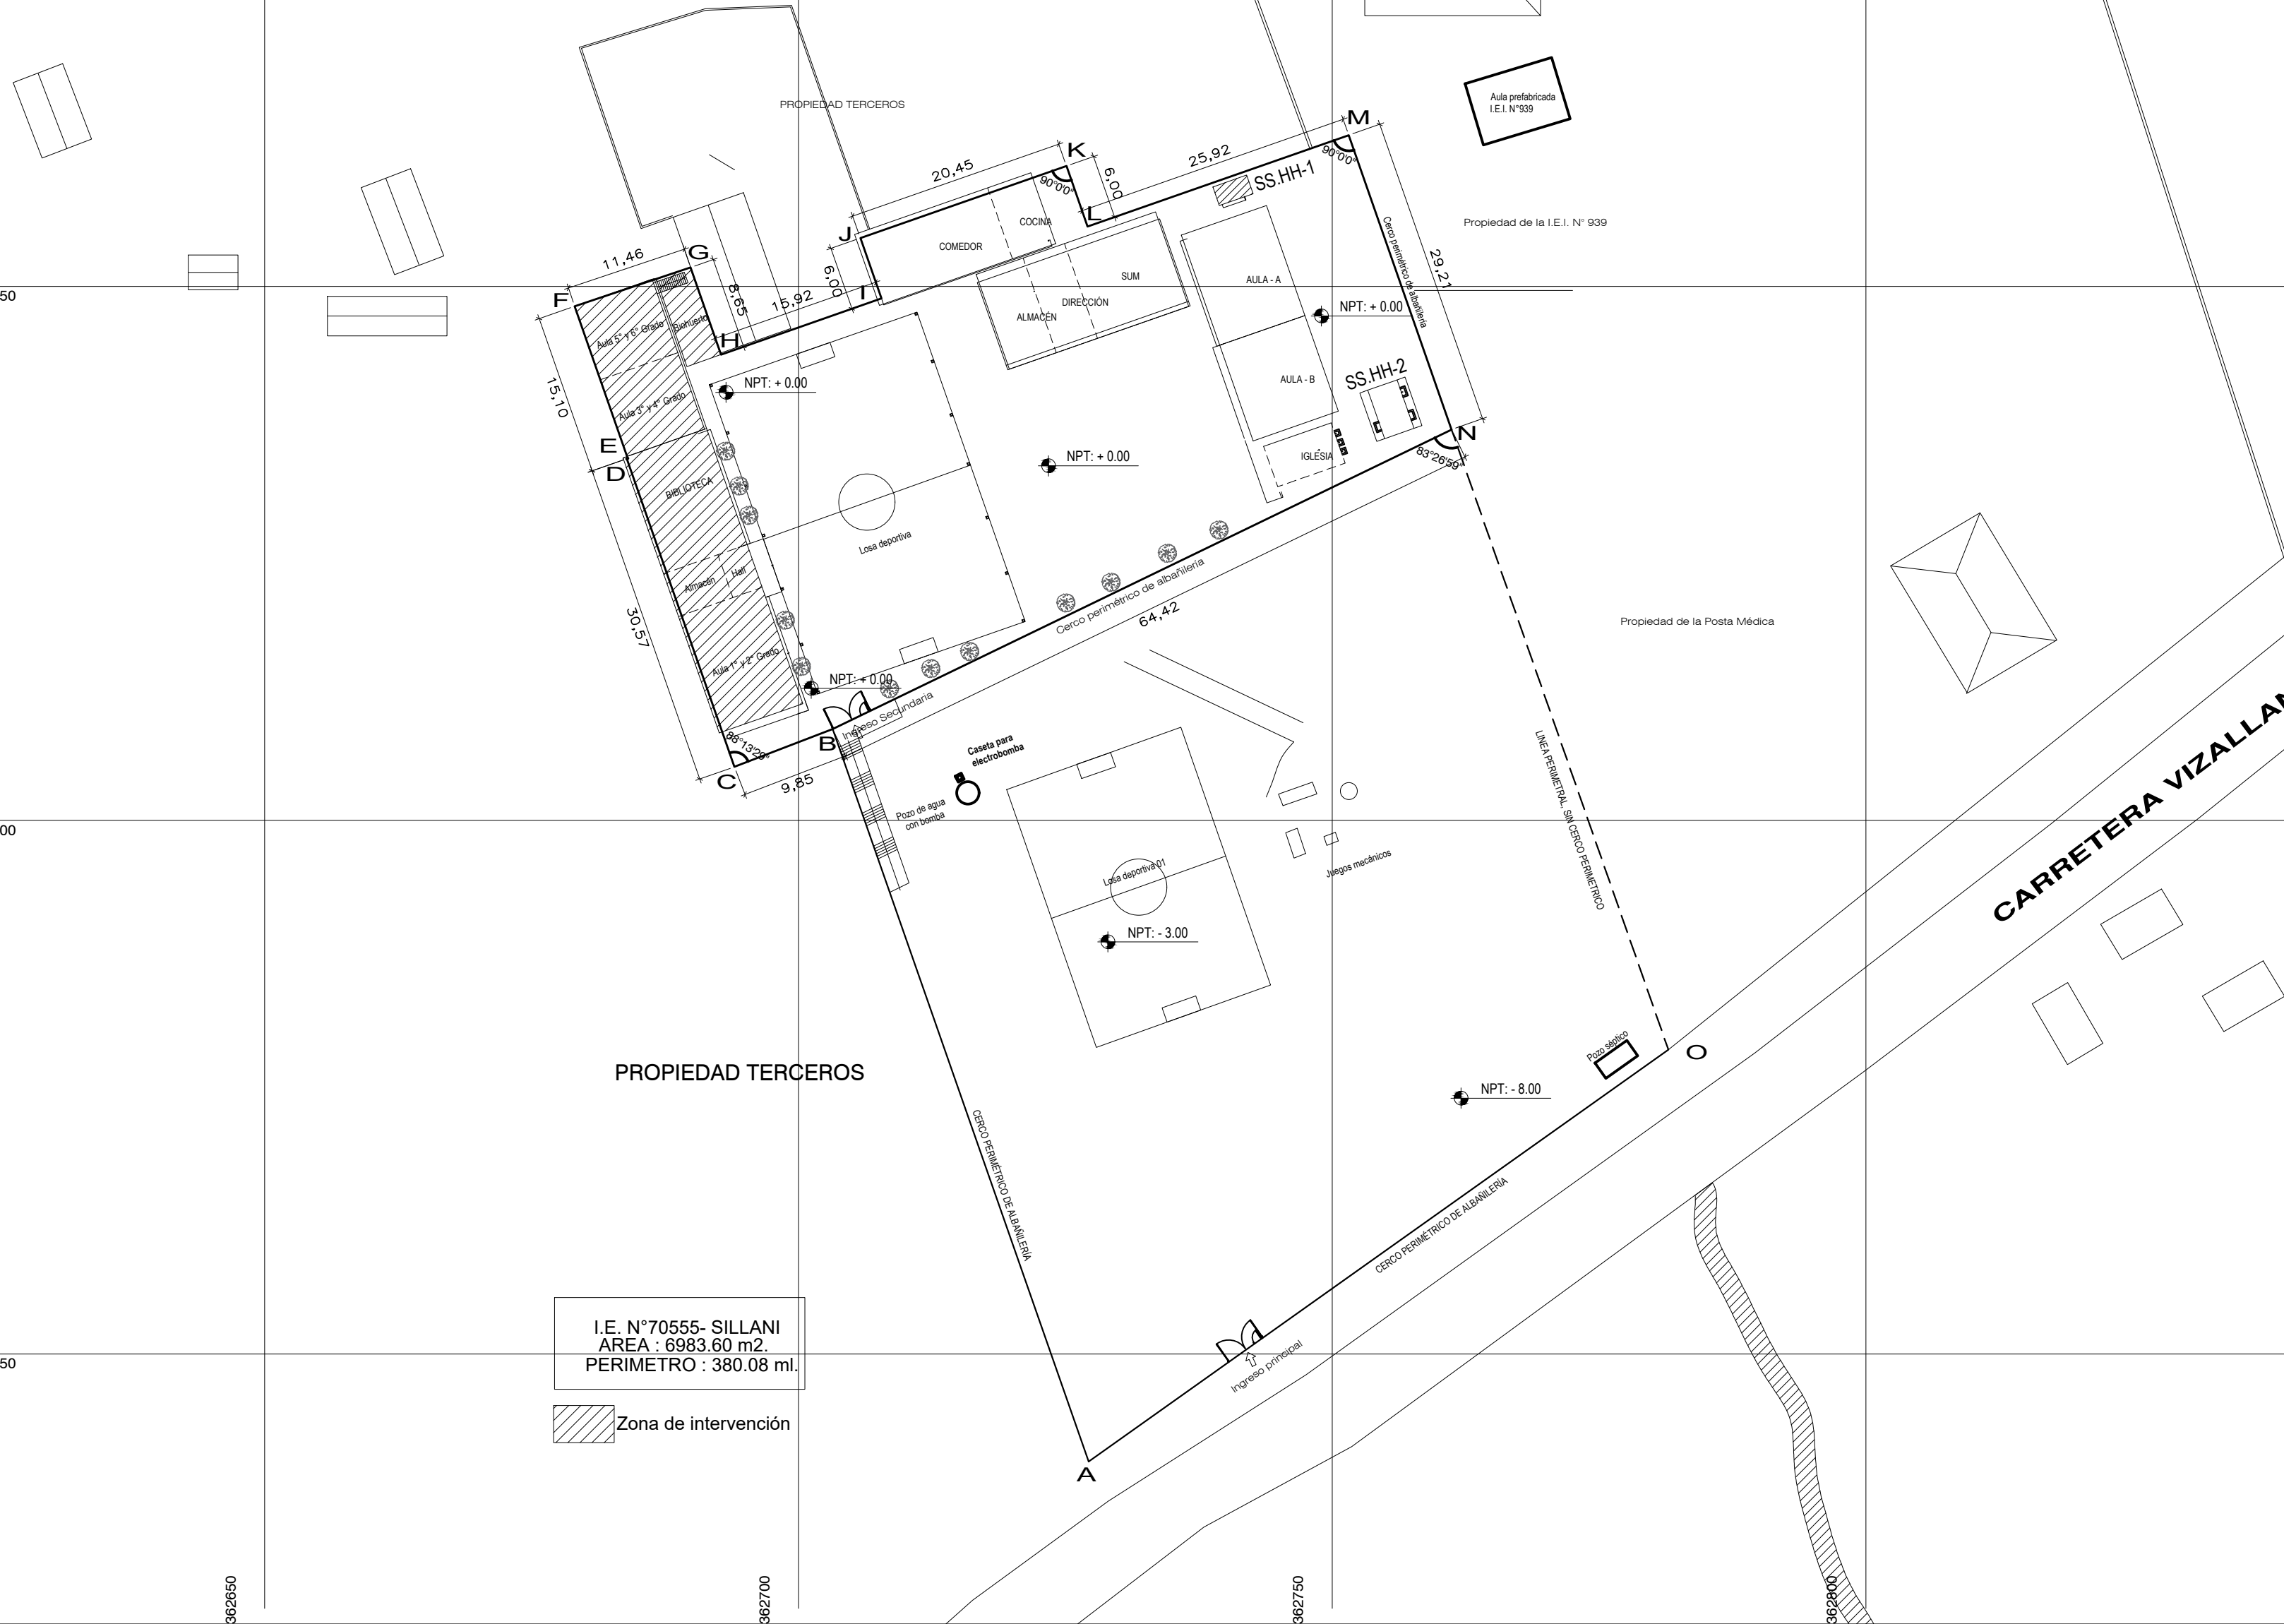 Aula prefabricada
I.E.I. N°939
PROPIEDAD TERCEROS
M
K
25,92
90°00"
20,45
6,00
90°00"
SS.HH-1
L
COCINA
Propiedad de la I.E.I. N° 939
J
COMEDOR
Cerco perimétrico de albañilería
G
11,46
29,21
6,00
SUM
AULA - A
50
F
8,65
15,92
I
DIRECCIÓN
NPT: + 0.00
ALMACÉN
Aula 5° y 6° Grado
Biohuerto
H
SS.HH-2
AULA - B
NPT: + 0.00
15,10
Aula 3° y 4° Grado
N
E
IGLESIA
NPT: + 0.00
83°26'59"
D
BIBLIOTECA
Losa deportiva
Almacén
Hall
Cerco perimétrico de albañilería
64,42
30,57
Propiedad de la Posta Médica
Aula 1° y 2° Grado
NPT: + 0.00
Ingreso Secundaria
B
88°13'29"
Caseta para
electrobomba
C
9,85
LINEA PERIMETRAL. SIN CERCO PERIMETRICO
CARRETERA VIZALLAN
Pozo de agua
con bomba
00
Losa deportiva 01
Juegos mecánicos
NPT: - 3.00
Pozo séptico
O
PROPIEDAD TERCEROS
NPT: - 8.00
CERCO PERIMÉTRICO DE ALBAÑILERÍA
CERCO PERIMÉTRICO DE ALBAÑILERÍA
I.E. N°70555- SILLANI
AREA : 6983.60 m2.
PERIMETRO : 380.08 ml.
50
Ingreso principal
Zona de intervención
A
362650
362700
362750
362800